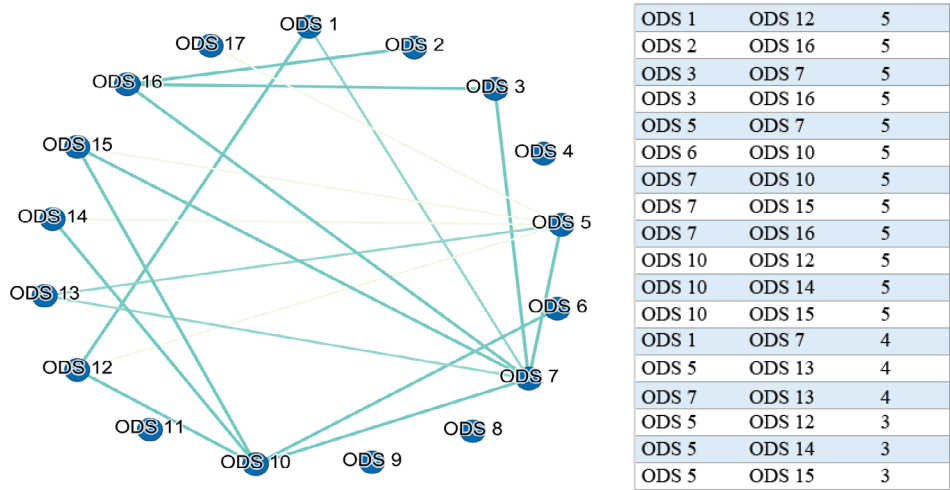 ODS 1
ODS 17
ODS 2
ODS 16
ODS 3
ODS 15
ODS 4
ODS 14
ODS 5
ODS 13
ODS 6
ODS 12
ODS 7
ODS 11
ODS 8
ODS 10
ODS 9
ODS 1 ODS 12 5
ODS 2 ODS 16 5
ODS 3 ODS 7 5
ODS 3 ODS 16 5
ODS 5 ODS 7 5
ODS 6 ODS 10 5
ODS 7 ODS 10 5
ODS 7 ODS 15 5
ODS 7 ODS 16 5
ODS 10 ODS 12 5
ODS 10 ODS 14 5
ODS 10 ODS 15 5
ODS 1 ODS 7 4
ODS 5 ODS 13 4
ODS 7 ODS 13 4
ODS 5 ODS 12 3
ODS 5 ODS 14 3
ODS 5 ODS 15 3